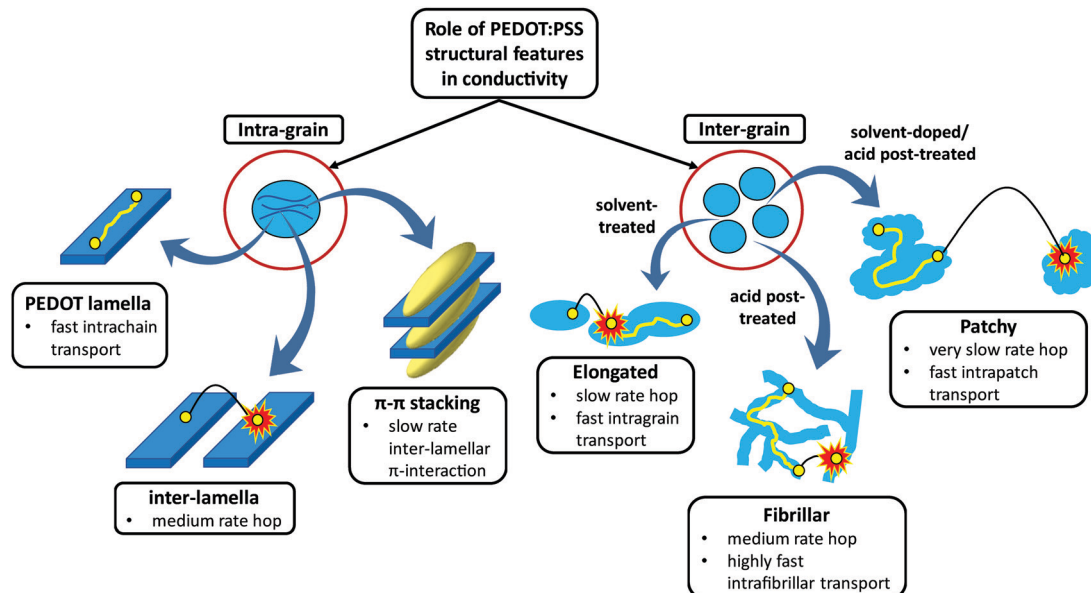 Role of PEDOT:PSS
structural features
in conductivity
Intra-grain
Inter-grain
solvent-doped/
acid post-treated
solvent-
treated
acid post-
treated
PEDOT lamella
• fast intrachain
transport
inter-lamella
• medium rate hop
π-π stacking
• slow rate
inter-lamellar
π-interaction
Elongated
• slow rate hop
• fast intragrain
transport
Fibrillar
• medium rate hop
• highly fast
intrafibrillar transport
Patchy
• very slow rate hop
• fast intrapatch
transport